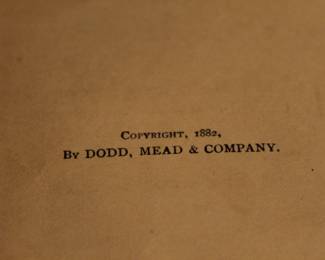 Copyright, 1882,
By DODD, MEAD & COMPANY.